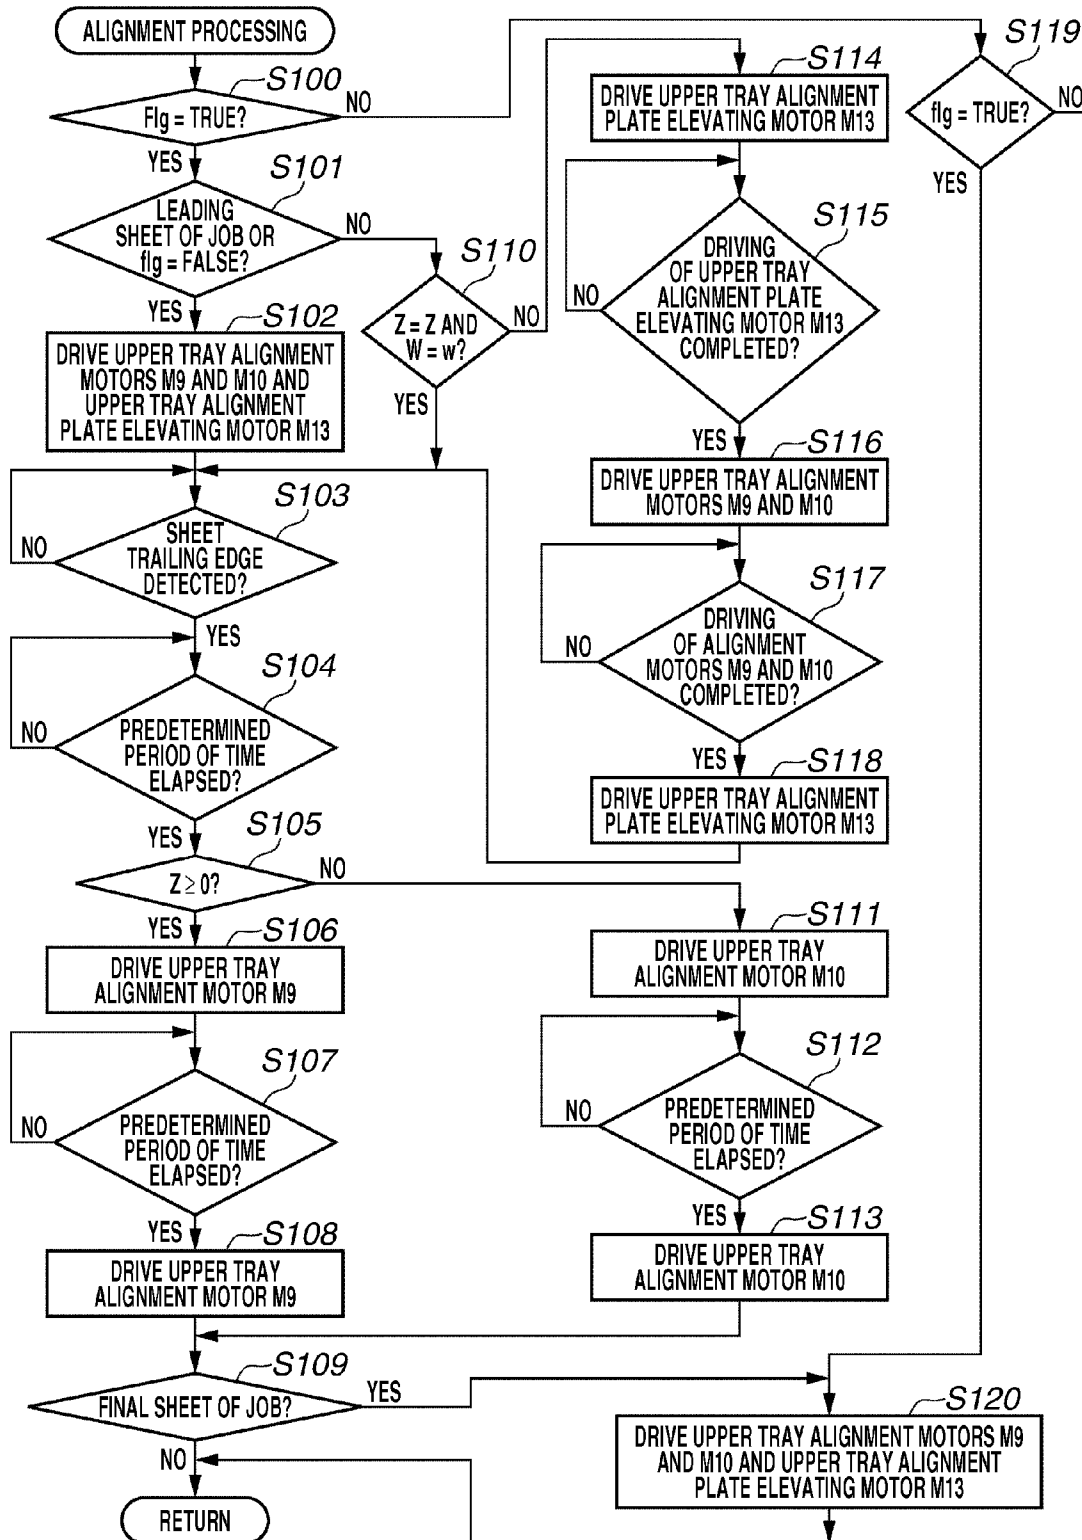 ALIGNMENT PROCESSING
S100
Flg = TRUE?
NO
YES
S101
LEADING
SHEET OF JOB OR
flg = FALSE?
NO
YES
S102
DRIVE UPPER TRAY ALIGNMENT
MOTORS M9 AND M10 AND
UPPER TRAY ALIGNMENT
PLATE ELEVATING MOTOR M13
S103
SHEET
TRAILING EDGE
DETECTED?
NO
YES
S104
PREDETERMINED
PERIOD OF TIME
ELAPSED?
NO
YES
S105
Z ≥ 0?
NO
YES
S106
DRIVE UPPER TRAY
ALIGNMENT MOTOR M9
S107
PREDETERMINED
PERIOD OF TIME
ELAPSED?
NO
YES
S108
DRIVE UPPER TRAY
ALIGNMENT MOTOR M9
S109
FINAL SHEET OF JOB?
YES
NO
RETURN
S110
Z = Z AND
W = w?
NO
YES
S114
DRIVE UPPER TRAY ALIGNMENT
PLATE ELEVATING MOTOR M13
S115
DRIVING
OF UPPER TRAY
ALIGNMENT PLATE
ELEVATING MOTOR M13
COMPLETED?
NO
YES
S116
DRIVE UPPER TRAY ALIGNMENT
MOTORS M9 AND M10
S117
DRIVING
OF ALIGNMENT
MOTORS M9 AND M10
COMPLETED?
NO
YES
S118
DRIVE UPPER TRAY ALIGNMENT
PLATE ELEVATING MOTOR M13
S111
DRIVE UPPER TRAY
ALIGNMENT MOTOR M10
S112
PREDETERMINED
PERIOD OF TIME
ELAPSED?
NO
YES
S113
DRIVE UPPER TRAY
ALIGNMENT MOTOR M10
S119
flg = TRUE?
NO
YES
S120
DRIVE UPPER TRAY ALIGNMENT MOTORS M9
AND M10 AND UPPER TRAY ALIGNMENT
PLATE ELEVATING MOTOR M13